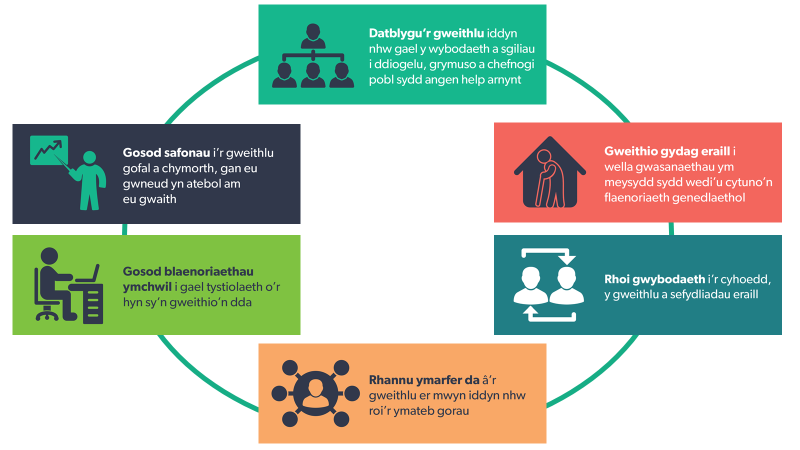 Datblygu'r gweithlu iddyn
nhw gael y wybodaeth a sgiliau
i ddiogelu, grymuso a chefnogi
pobl sydd angen help arnynt
Gosod safonau i'r gweithlu
gofal a chymorth, gan eu
gwneud yn atebol am
eu gwaith
Gweithio gydag eraill i
wella gwasanaethau ym
meysydd sydd wedi'u cytuno'n
flaenoriaeth genedlaethol
Gosod blaenoriaethau
ymchwil i gael tystiolaeth o'r
hyn sy'n gweithio'n dda
Rhoi gwybodaeth i'r cyhoedd,
y gweithlu a sefydliadau eraill
Rhannu ymarfer da â'r
gweithlu er mwyn iddyn nhw
roi'r ymateb gorau